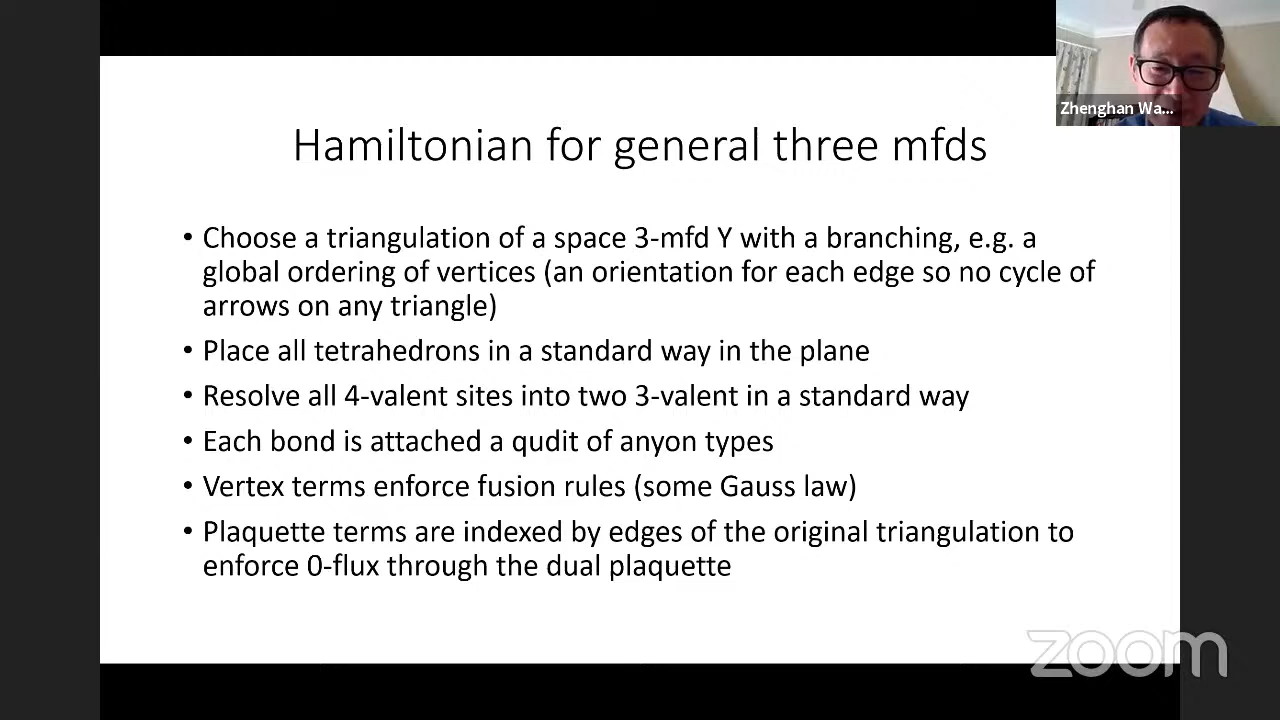 Zhenghan Wa...
Hamiltonian for general three mfds
• Choose a triangulation of a space 3-mfd Y with a branching, e.g. a
global ordering of vertices (an orientation for each edge so no cycle of
arrows on any triangle)
• Place all tetrahedrons in a standard way in the plane
• Resolve all 4-valent sites into two 3-valent in a standard way
• Each bond is attached a qudit of anyon types
• Vertex terms enforce fusion rules (some Gauss law)
• Plaquette terms are indexed by edges of the original triangulation to
enforce 0-flux through the dual plaquette
zoom